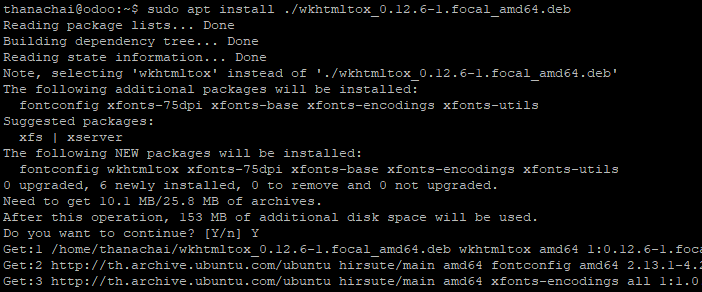 thanachai@odoo:~$ sudo apt install ./wkhtmltox_0.12.6-1.focal_amd64.deb
Reading package lists... Done
Building dependency tree... Done
Reading state information... Done
Note, selecting 'wkhtmltox' instead of './wkhtmltox_0.12.6-1.focal_amd64.deb'
The following additional packages will be installed:
  fontconfig xfonts-75dpi xfonts-base xfonts-encodings xfonts-utils
Suggested packages:
  xfs | xserver
The following NEW packages will be installed:
  fontconfig wkhtmltox xfonts-75dpi xfonts-base xfonts-encodings xfonts-utils
0 upgraded, 6 newly installed, 0 to remove and 0 not upgraded.
Need to get 10.1 MB/25.8 MB of archives.
After this operation, 153 MB of additional disk space will be used.
Do you want to continue? [Y/n] Y
Get:1 /home/thanachai/wkhtmltox_0.12.6-1.focal_amd64.deb wkhtmltox amd64 1:0.12.6-1.foca
Get:2 http://th.archive.ubuntu.com/ubuntu hirsute/main amd64 fontconfig amd64 2.13.1-4.2
Get:3 http://th.archive.ubuntu.com/ubuntu hirsute/main amd64 xfonts-encodings all 1:1.0